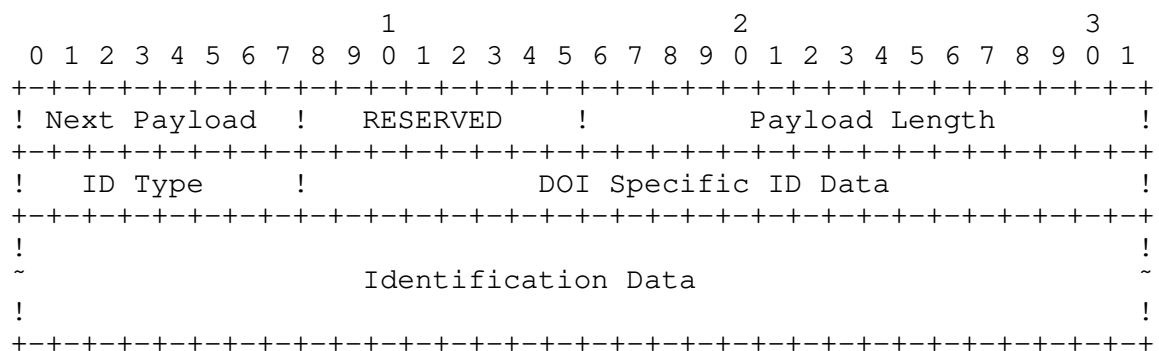 1                   2                   3
 0 1 2 3 4 5 6 7 8 9 0 1 2 3 4 5 6 7 8 9 0 1 2 3 4 5 6 7 8 9 0 1
+-+-+-+-+-+-+-+-+-+-+-+-+-+-+-+-+-+-+-+-+-+-+-+-+-+-+-+-+-+-+-+-+
! Next Payload  !   RESERVED    !         Payload Length        !
+-+-+-+-+-+-+-+-+-+-+-+-+-+-+-+-+-+-+-+-+-+-+-+-+-+-+-+-+-+-+-+-+
!   ID Type     !             DOI Specific ID Data              !
+-+-+-+-+-+-+-+-+-+-+-+-+-+-+-+-+-+-+-+-+-+-+-+-+-+-+-+-+-+-+-+-+
!                                                               !
~                   Identification Data                         ~
!                                                               !
+-+-+-+-+-+-+-+-+-+-+-+-+-+-+-+-+-+-+-+-+-+-+-+-+-+-+-+-+-+-+-+-+